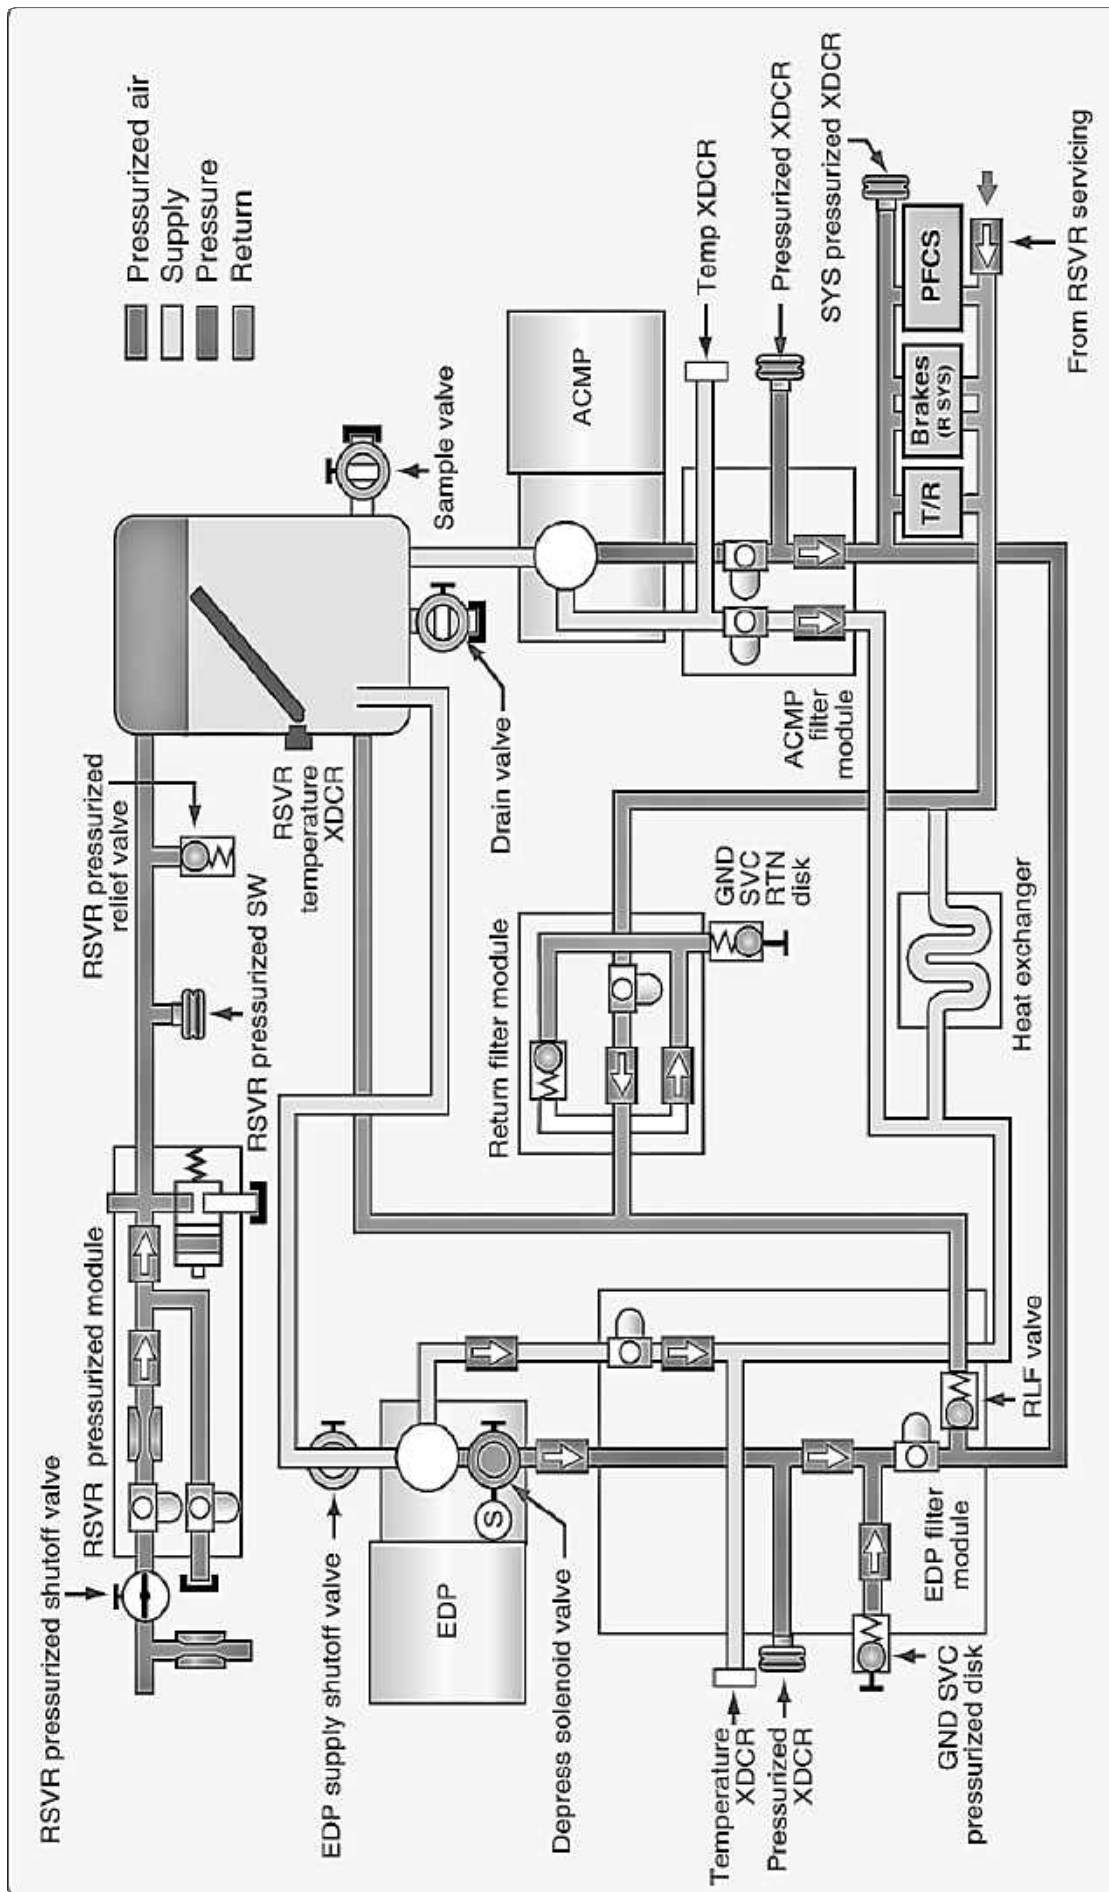 RSVR pressurized shutoff valve
RSVR pressurized module
RSVR pressurized SW
RSVR pressurized
relief valve
Pressurized air
Supply
Pressure
Return
RSVR
temperature
XDCR
Sample valve
Drain valve
EDP supply shutoff valve
EDP
S
Depress solenoid valve
Return filter module
GND
SVC
RTN
disk
ACMP
ACMP
filter
module
Temp XDCR
Pressurized XDCR
SYS pressurized XDCR
T/R
Brakes
(R SYS)
PFCS
From RSVR servicing
Heat exchanger
Temperature
XDCR
Pressurized
XDCR
GND SVC
pressurized disk
EDP filter
module
RLF valve